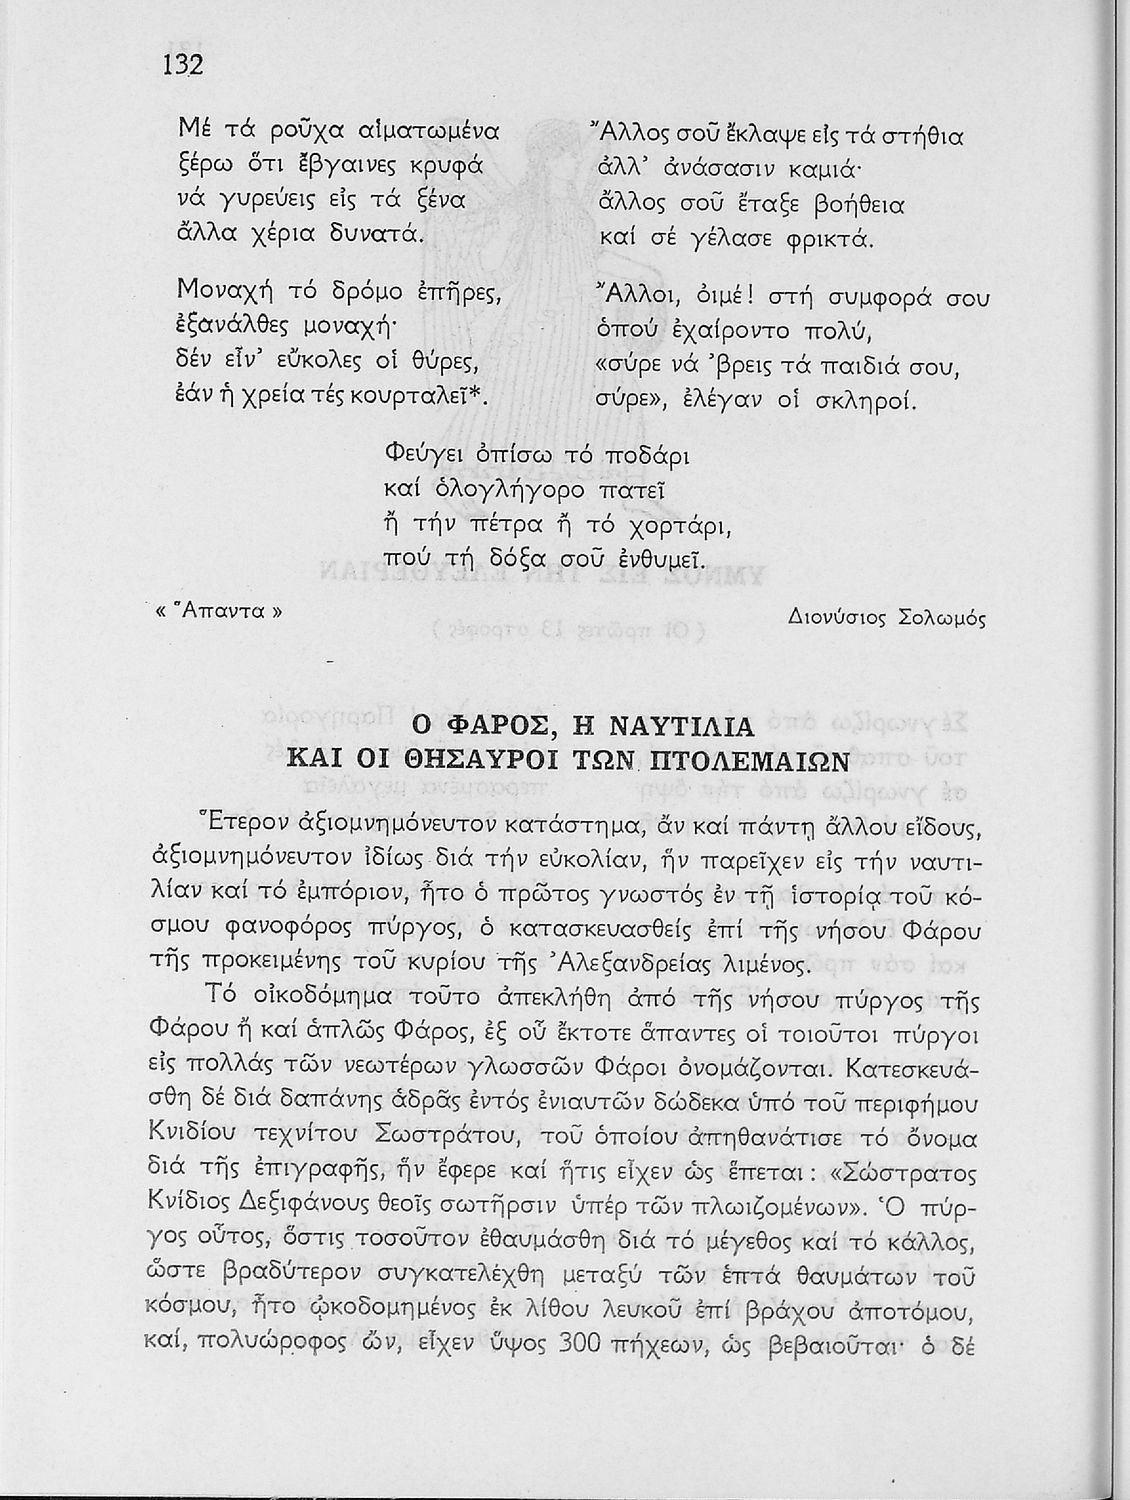 132
Μέ τά ροῦχα αἱματωμένα
ξέρω ὅτι ἔβγαινες κρυφά
νά γυρεύεις εἰς τά ξένα
ἄλλα χέρια δυνατά.
Μοναχή τό δρόμο ἐπῆρες,
ἐξανάλθες μοναχή·
δέν εἶν’ εὔκολες οἱ θύρες,
ἐάν ἡ χρεία τές κουρταλεῖ*.
Ἄλλος σοῦ ἔκλαψε εἰς τά στήθια
ἀλλ’ ἀνάσασιν καμιά·
ἄλλος σοῦ ἔταξε βοήθεια
καί σέ γέλασε φρικτά.
Ἄλλοι, ὀιμέ! στή συμφορά σου
ὁπού ἐχαίροντο πολύ,
«σύρε νά ’βρεις τά παιδιά σου,
σύρε», ἐλέγαν οἱ σκληροί.
Φεύγει ὀπίσω τό ποδάρι
καί ὁλογλήγορο πατεῖ
ἤ τήν πέτρα ἤ τό χορτάρι,
πού τή δόξα σοῦ ἐνθυμεῖ.
« Ἅπαντα »
Διονύσιος Σολωμός
Ο ΦΑΡΟΣ, Η ΝΑΥΤΙΛΙΑ
ΚΑΙ ΟΙ ΘΗΣΑΥΡΟΙ ΤΩΝ ΠΤΟΛΕΜΑΙΩΝ
Ἕτερον ἀξιομνημόνευτον κατάστημα, ἄν καί πάντῃ ἄλλου εἴδους,
ἀξιομνημόνευτον ἰδίως διά τήν εὐκολίαν, ἥν παρεῖχεν εἰς τήν ναυτι-
λίαν καί τό ἐμπόριον, ἦτο ὁ πρῶτος γνωστός ἐν τῇ ἱστορίᾳ τοῦ κό-
σμου φανοφόρος πύργος, ὁ κατασκευασθείς ἐπί τῆς νήσου Φάρου
τῆς προκειμένης τοῦ κυρίου τῆς Ἀλεξανδρείας λιμένος.
Τό οἰκοδόμημα τοῦτο ἀπεκλήθη ἀπό τῆς νήσου πύργος τῆς
Φάρου ἤ καί ἁπλῶς Φάρος, ἐξ οὗ ἔκτοτε ἅπαντες οἱ τοιοῦτοι πύργοι
εἰς πολλάς τῶν νεωτέρων γλωσσῶν Φάροι ὀνομάζονται. Κατεσκευά-
σθη δέ διά δαπάνης ἁδρᾶς ἐντός ἐνιαυτῶν δώδεκα ὑπό τοῦ περιφήμου
Κνιδίου τεχνίτου Σωστράτου, τοῦ ὁποίου ἀπηθανάτισε τό ὄνομα
διά τῆς ἐπιγραφῆς, ἥν ἔφερε καί ἥτις εἶχεν ὡς ἕπεται : «Σώστρατος
Κνίδιος Δεξιφάνους θεοῖς σωτῆρσιν ὑπέρ τῶν πλωιζομένων». Ὁ πύρ-
γος οὗτος, ὅστις τοσοῦτον ἐθαυμάσθη διά τό μέγεθος καί τό κάλλος,
ὥστε βραδύτερον συγκατελέχθη μεταξύ τῶν ἑπτά θαυμάτων τοῦ
κόσμου, ἦτο ᾠκοδομημένος ἐκ λίθου λευκοῦ ἐπί βράχου ἀποτόμου,
καί, πολυώροφος ὤν, εἶχεν ὕψος 300 πήχεων, ὡς βεβαιοῦται· ὁ δέ